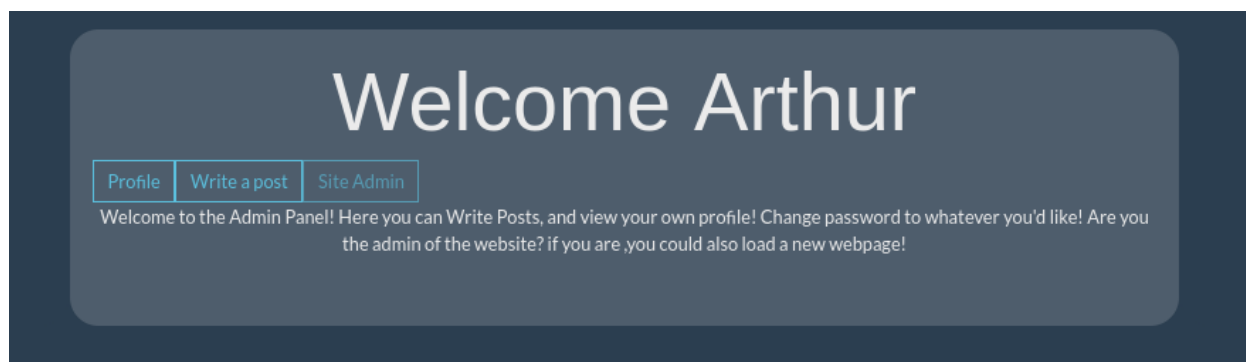 Welcome Arthur
Profile Write a post Site Admin
Welcome to the Admin Panel! Here you can Write Posts, and view your own profile! Change password to whatever you'd like! Are you
the admin of the website? if you are ,you could also load a new webpage!